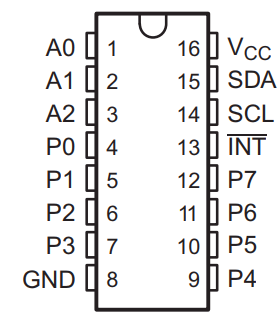 A0 1 16 VCC
A1 2 15 SDA
A2 3 14 SCL
P0 4 13 INT
P1 5 12 P7
P2 6 11 P6
P3 7 10 P5
GND 8 9 P4